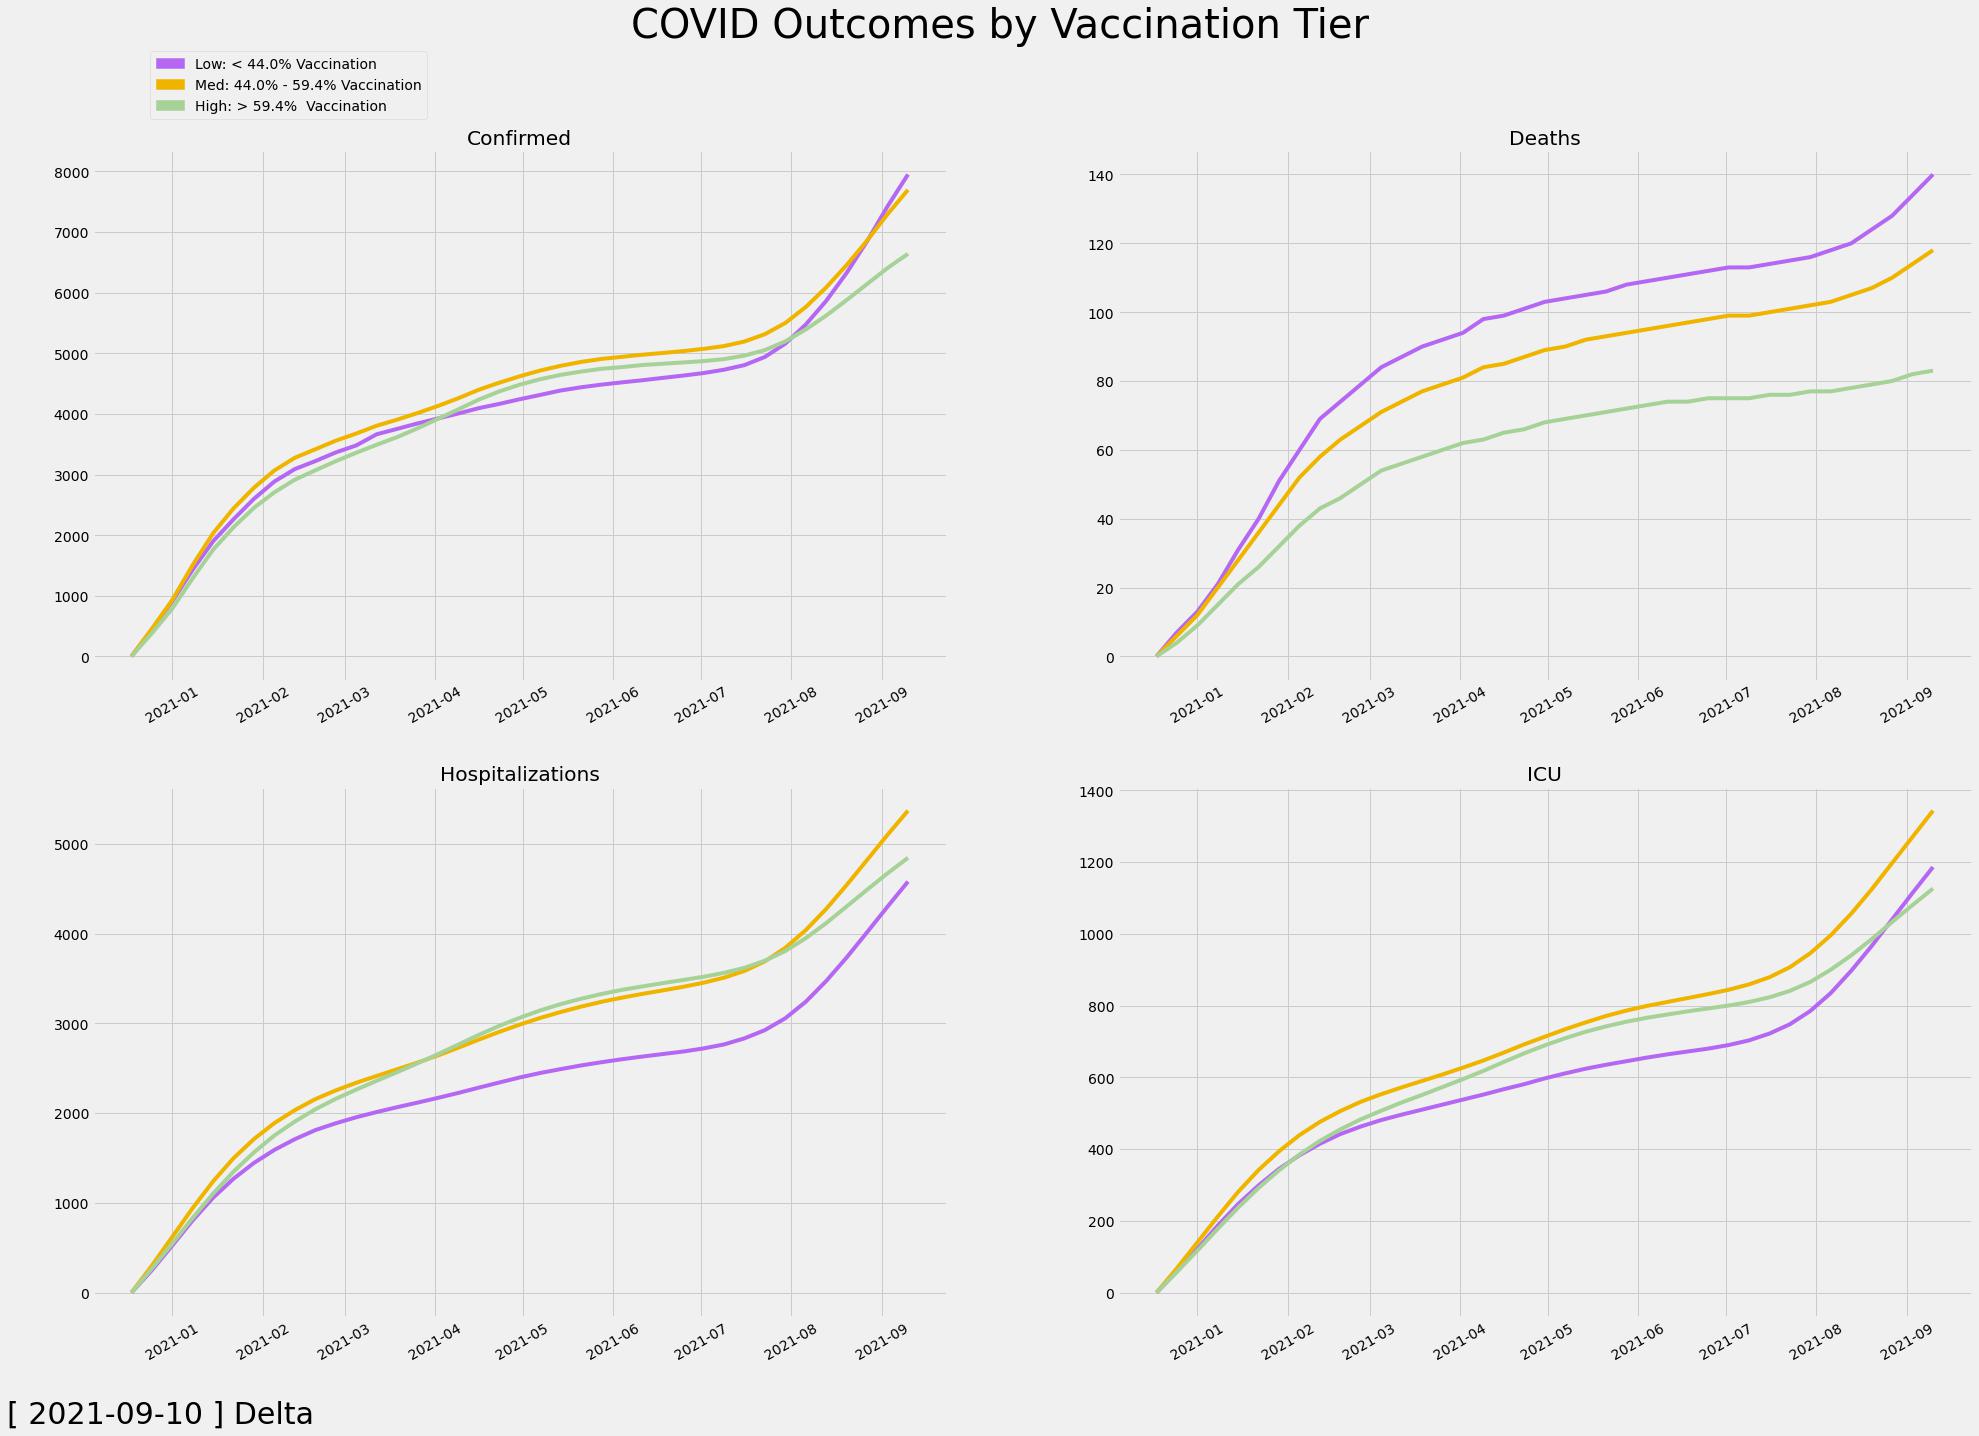 COVID Outcomes by Vaccination Tier
Low: < 44.0% Vaccination
Med: 44.0% - 59.4% Vaccination
High: > 59.4%  Vaccination
Confirmed
8000
7000
6000
5000
4000
3000
2000
1000
0
2021-01 2021-02 2021-03 2021-04 2021-05 2021-06 2021-07 2021-08 2021-09
Deaths
140
120
100
80
60
40
20
0
2021-01 2021-02 2021-03 2021-04 2021-05 2021-06 2021-07 2021-08 2021-09
Hospitalizations
5000
4000
3000
2000
1000
0
2021-01 2021-02 2021-03 2021-04 2021-05 2021-06 2021-07 2021-08 2021-09
ICU
1400
1200
1000
800
600
400
200
0
2021-01 2021-02 2021-03 2021-04 2021-05 2021-06 2021-07 2021-08 2021-09
[ 2021-09-10 ] Delta